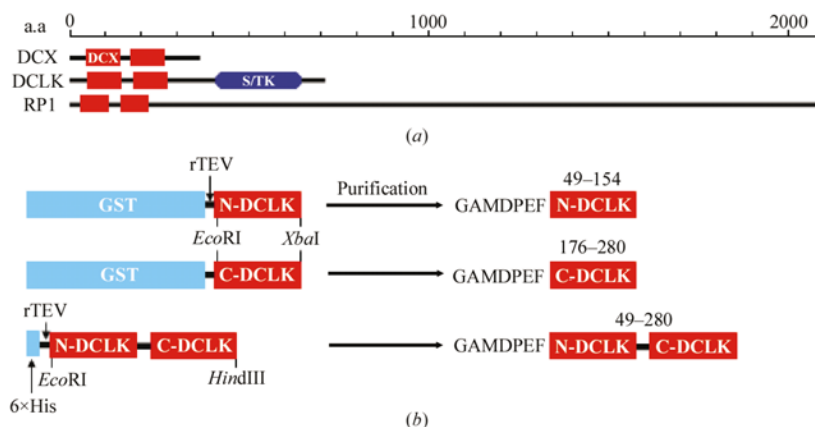 a.a 0 1000 2000
DCX DCX
DCLK S/TK
RP1
(a)
rTEV Purification 49–154
GST N-DCLK GAMDPEF N-DCLK
EcoRI XbaI 176–280
GST C-DCLK GAMDPEF C-DCLK
rTEV 49–280
N-DCLK C-DCLK GAMDPEF N-DCLK C-DCLK
EcoRI HindIII
6×His
(b)